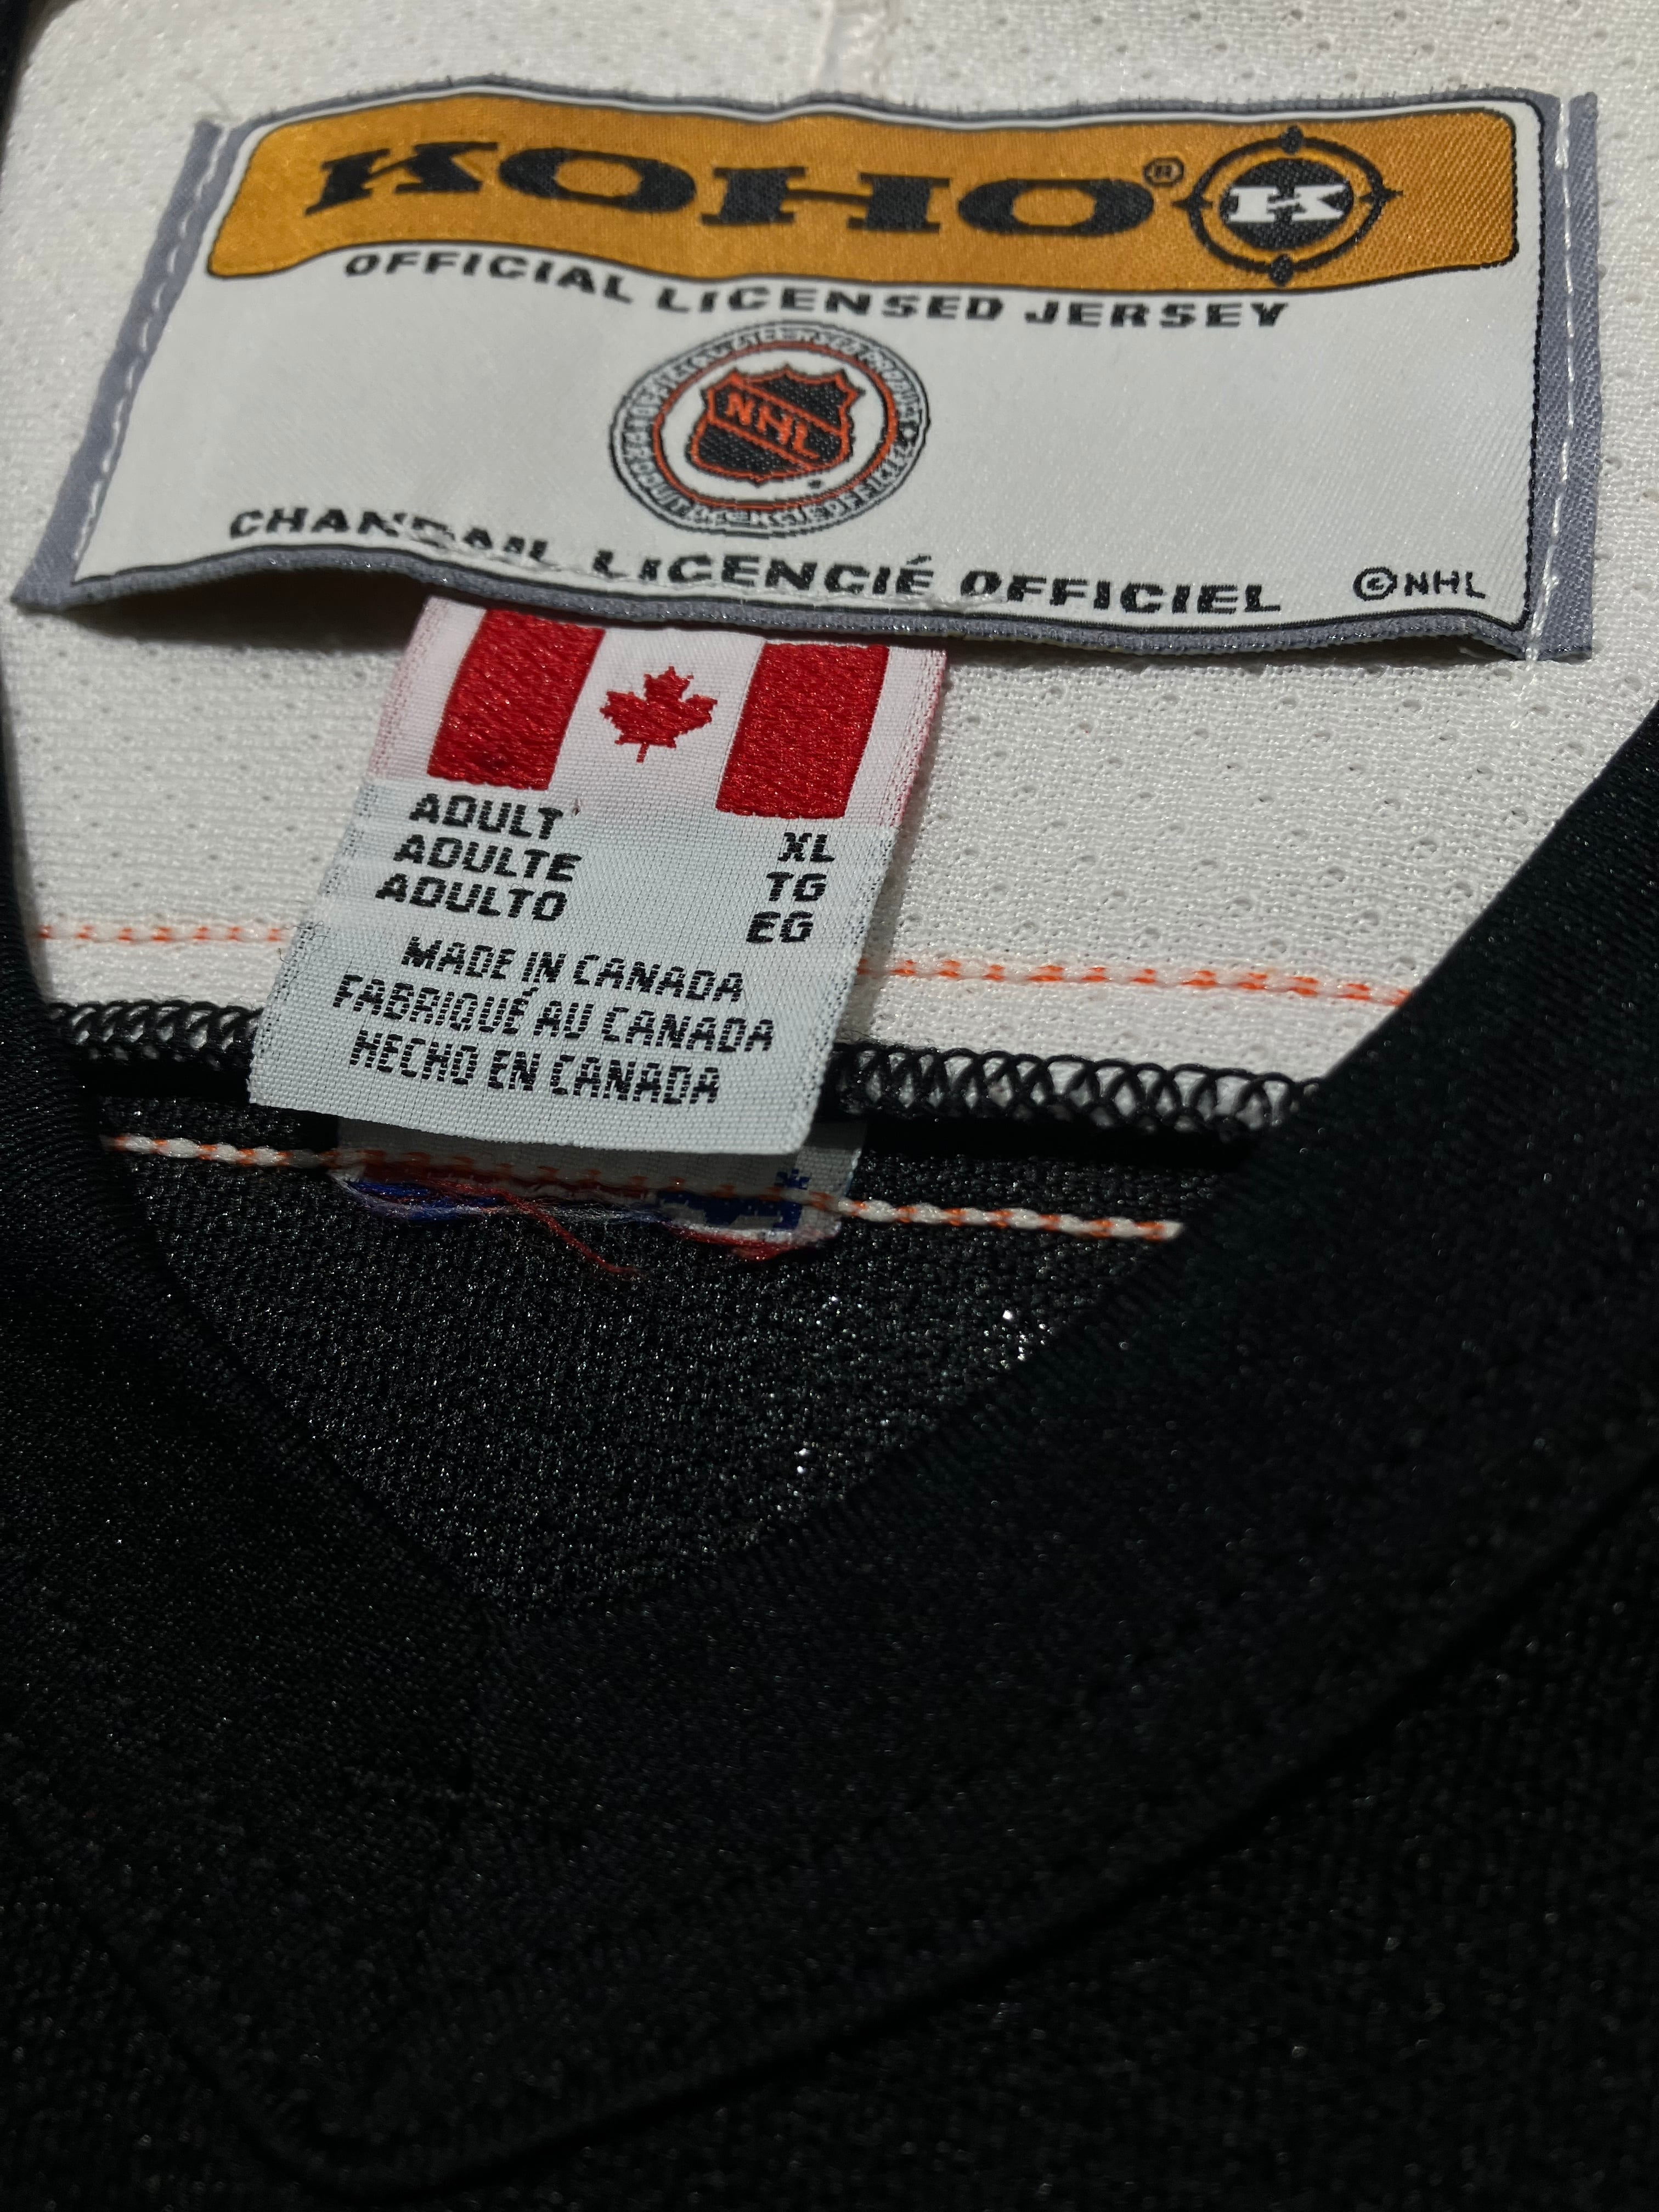 KOHO® K
OFFICIAL LICENSED JERSEY
NHL
CHANDAIL LICENCIÉ OFFICIEL ©NHL
ADULT XL
ADULTE TG
ADULTO EG
MADE IN CANADA
FABRIQUÉ AU CANADA
HECHO EN CANADA